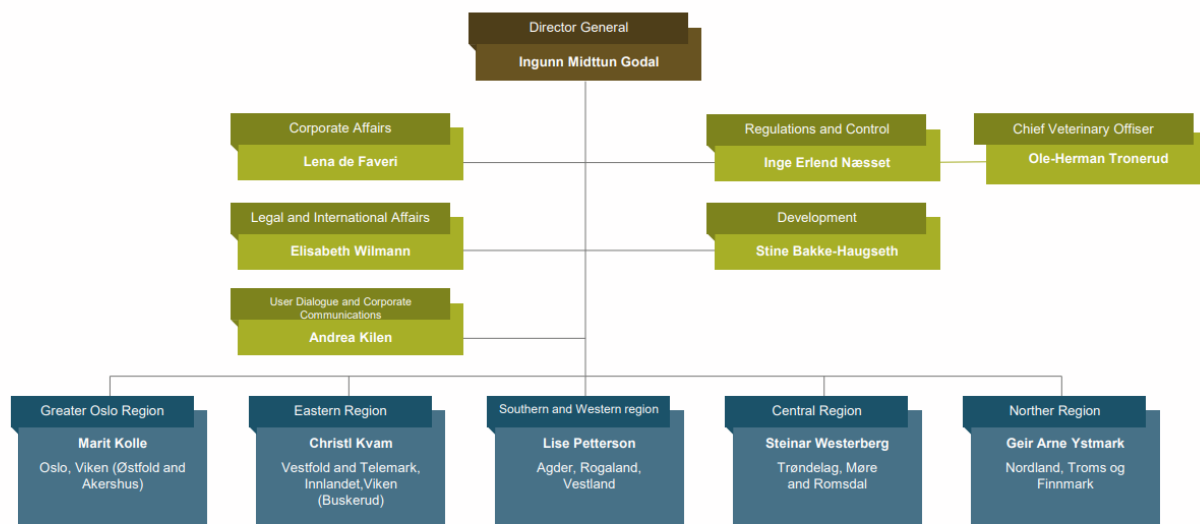 Director General
Ingunn Midttun Godal
Corporate Affairs
Lena de Faveri
Regulations and Control
Inge Erlend Næsset
Chief Veterinary Offiser
Ole-Herman Tronerud
Legal and International Affairs
Elisabeth Wilmann
Development
Stine Bakke-Haugseth
User Dialogue and Corporate
Communications
Andrea Kilen
Greater Oslo Region
Marit Kolle
Oslo, Viken (Østfold and
Akershus)
Eastern Region
Christl Kvam
Vestfold and Telemark,
Innlandet,Viken
(Buskerud)
Southern and Western region
Lise Petterson
Agder, Rogaland,
Vestland
Central Region
Steinar Westerberg
Trøndelag, Møre
and Romsdal
Norther Region
Geir Arne Ystmark
Nordland, Troms og
Finnmark